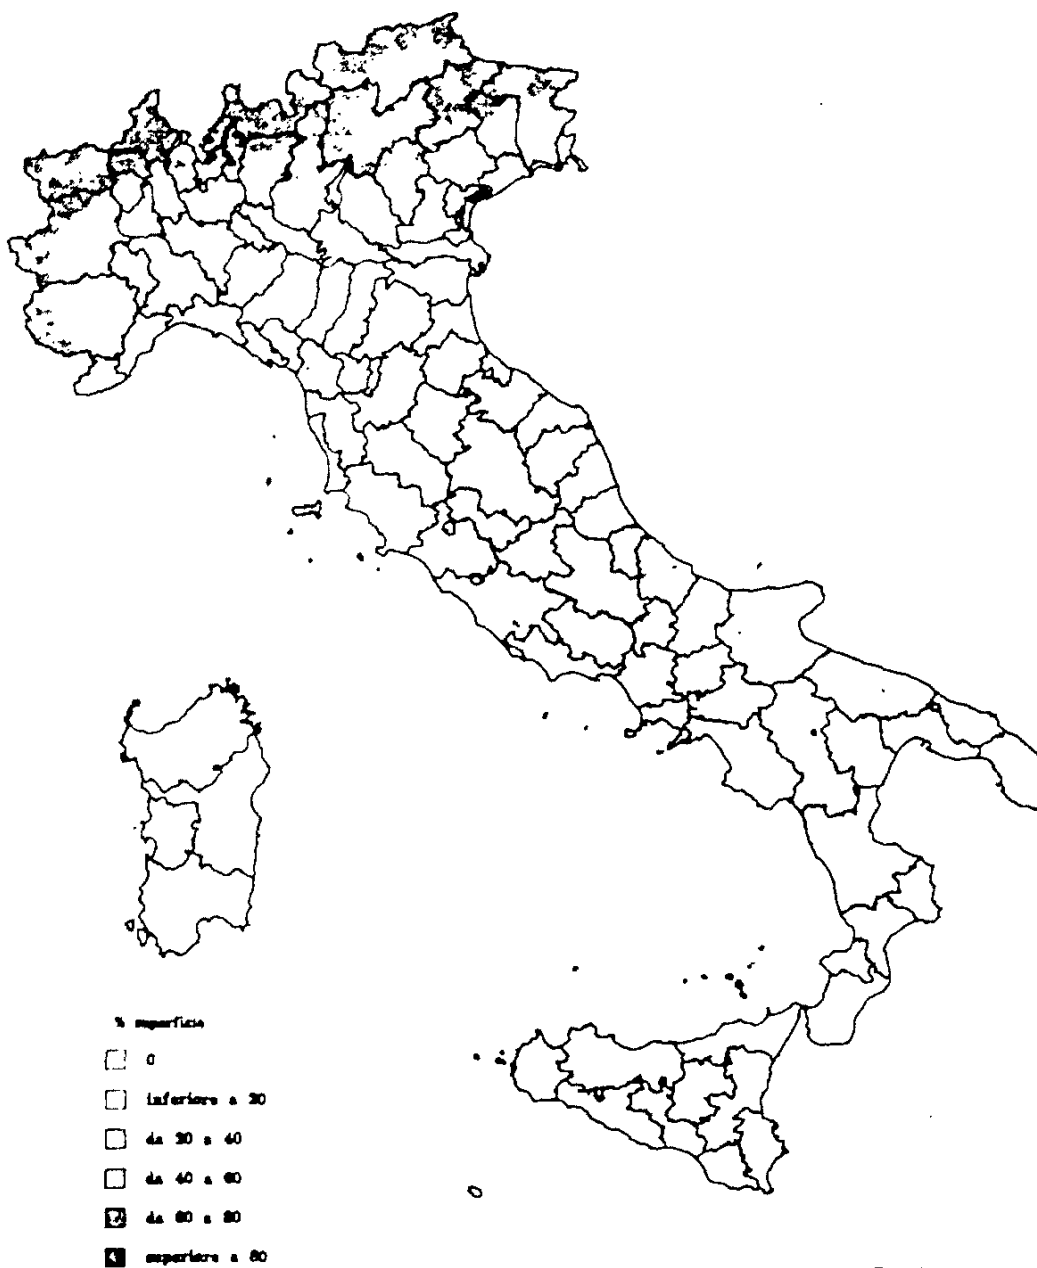 % superficie
0
inferiore a 20
da 20 a 40
da 40 a 60
da 60 a 80
superiore a 80